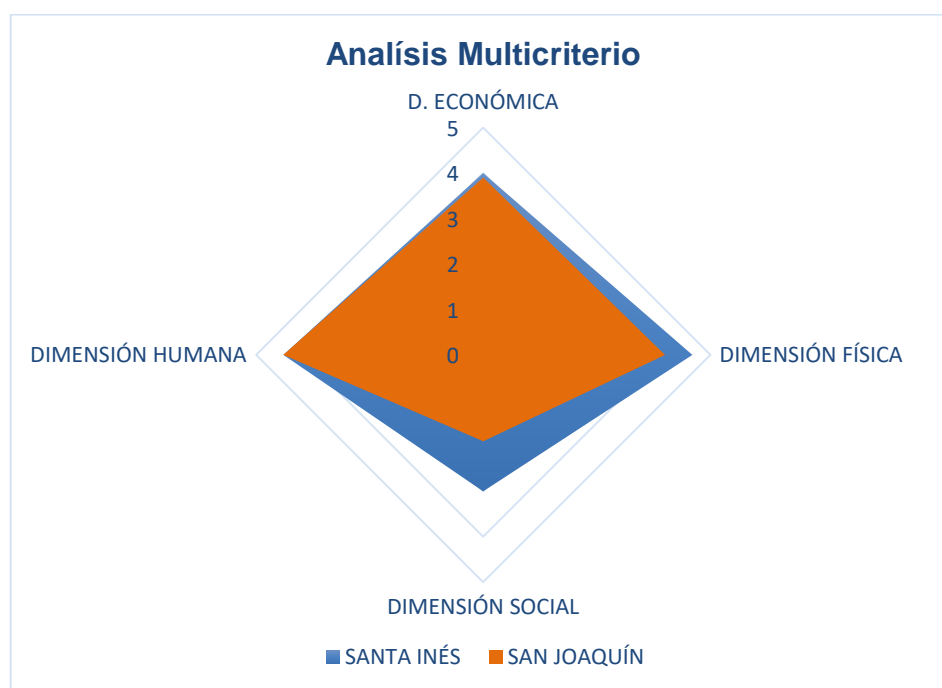 Analísis Multicriterio
D. ECONÓMICA
5
4
3
2
1
0
DIMENSIÓN HUMANA
DIMENSIÓN FÍSICA
DIMENSIÓN SOCIAL
SANTA INÉS SAN JOAQUÍN